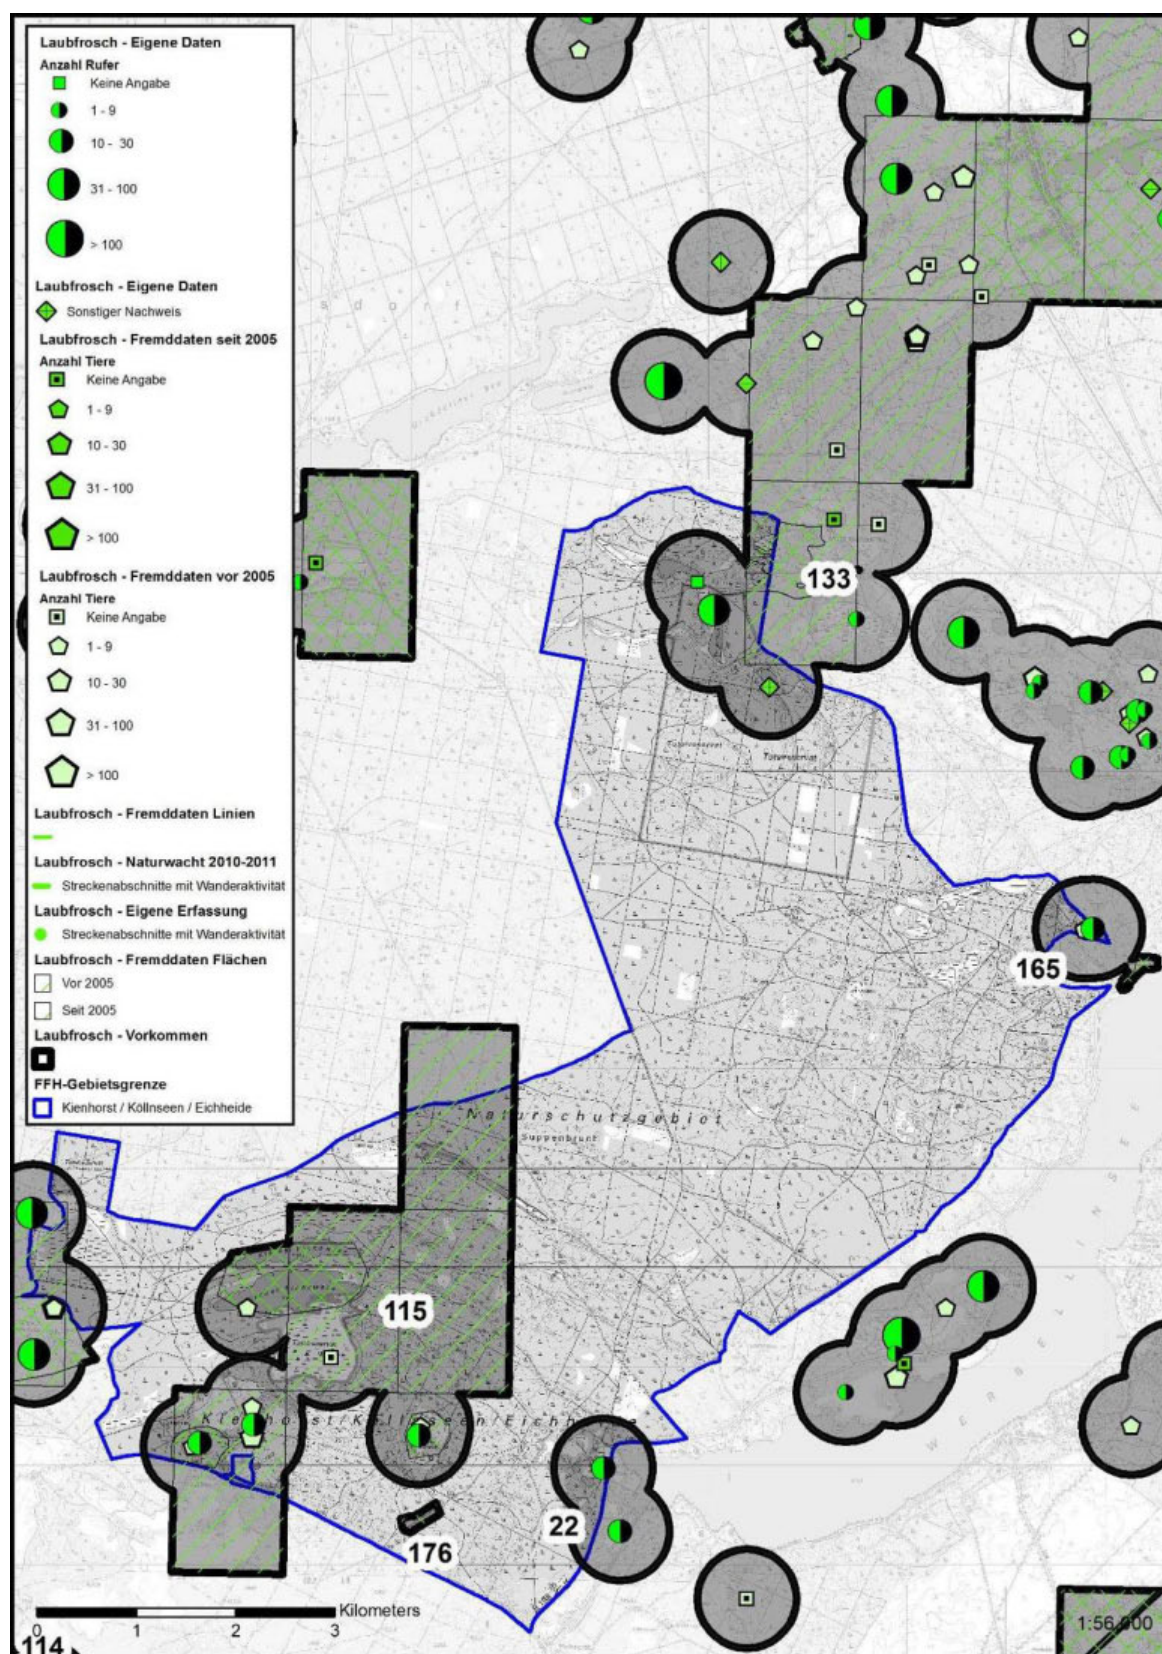 Laubfrosch - Eigene Daten
Anzahl Rufer
Keine Angabe
1 - 9
10 - 30
31 - 100
> 100
Laubfrosch - Eigene Daten
Sonstiger Nachweis
Laubfrosch - Fremddaten seit 2005
Anzahl Tiere
Keine Angabe
1 - 9
10 - 30
31 - 100
> 100
Laubfrosch - Fremddaten vor 2005
Anzahl Tiere
Keine Angabe
1 - 9
10 - 30
31 - 100
> 100
Laubfrosch - Fremddaten Linien
Laubfrosch - Naturwacht 2010-2011
Streckenabschnitte mit Wanderaktivität
Laubfrosch - Eigene Erfassung
Streckenabschnitte mit Wanderaktivität
Laubfrosch - Fremddaten Flächen
Vor 2005
Seit 2005
Laubfrosch - Vorkommen
FFH-Gebietsgrenze
Kienhorst / Köllnseen / Eichheide
133
165
Naturschutzgebiet
115
Kienhorst/Köllnseen/Eichheide
WERBELLINSEE
22
176
Kilometers
0 1 2 3
1:56.000
114